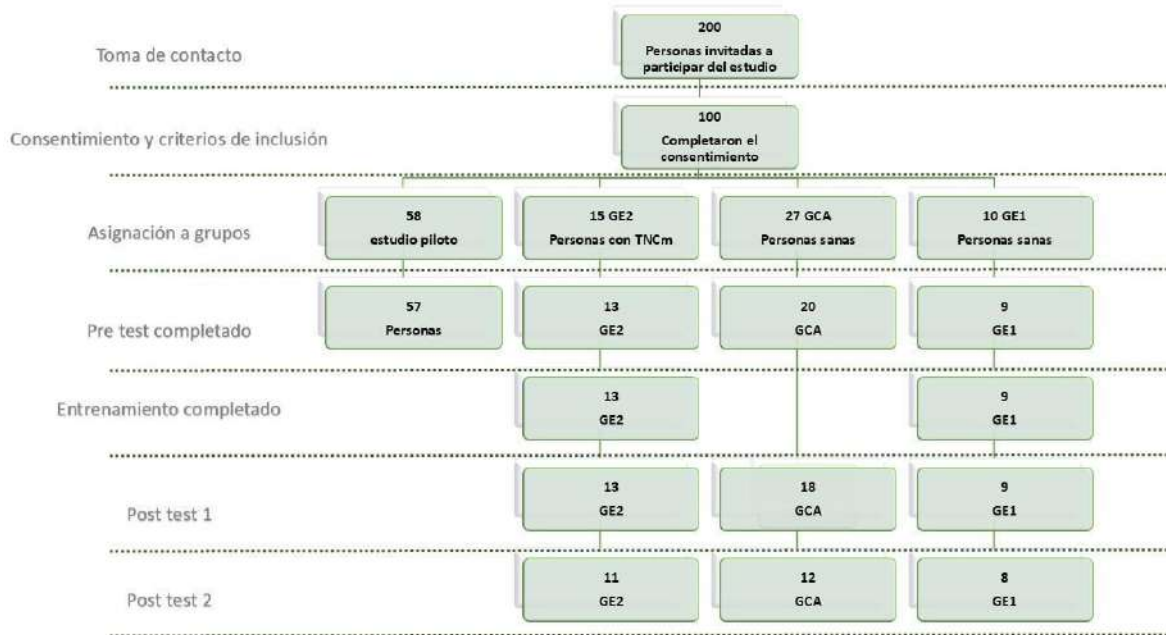 Toma de contacto
200
Personas invitadas a
participar del estudio
Consentimiento y criterios de inclusión
100
Completaron el
consentimiento
Asignación a grupos
58
estudio piloto
15 GE2
Personas con TNCm
27 GCA
Personas sanas
10 GE1
Personas sanas
Pre test completado
57
Personas
13
GE2
20
GCA
9
GE1
Entrenamiento completado
13
GE2
9
GE1
Post test 1
13
GE2
18
GCA
9
GE1
Post test 2
11
GE2
12
GCA
8
GE1